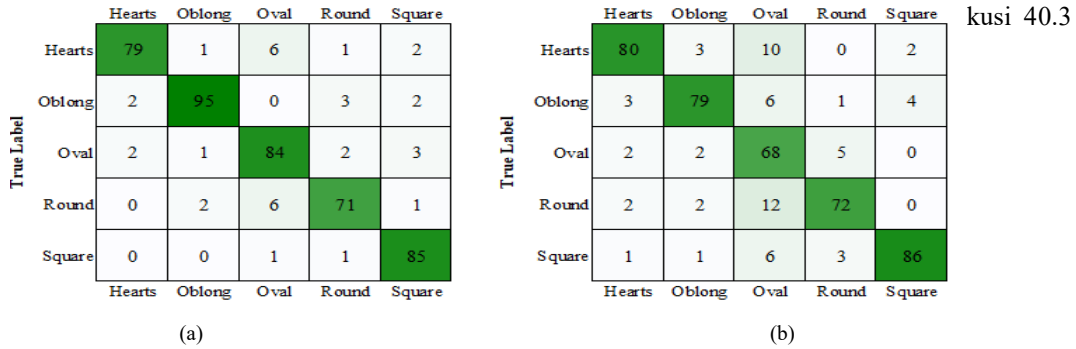 Hearts Oblong Oval Round Square
Hearts 79 1 6 1 2
Oblong 2 95 0 3 2
Oval 2 1 84 2 3
Round 0 2 6 71 1
Square 0 0 1 1 85
Hearts Oblong Oval Round Square
True Label
(a)
Hearts Oblong Oval Round Square
Hearts 80 3 10 0 2
Oblong 3 79 6 1 4
Oval 2 2 68 5 0
Round 2 2 12 72 0
Square 1 1 6 3 86
Hearts Oblong Oval Round Square
True Label
(b)
kusi 40.3